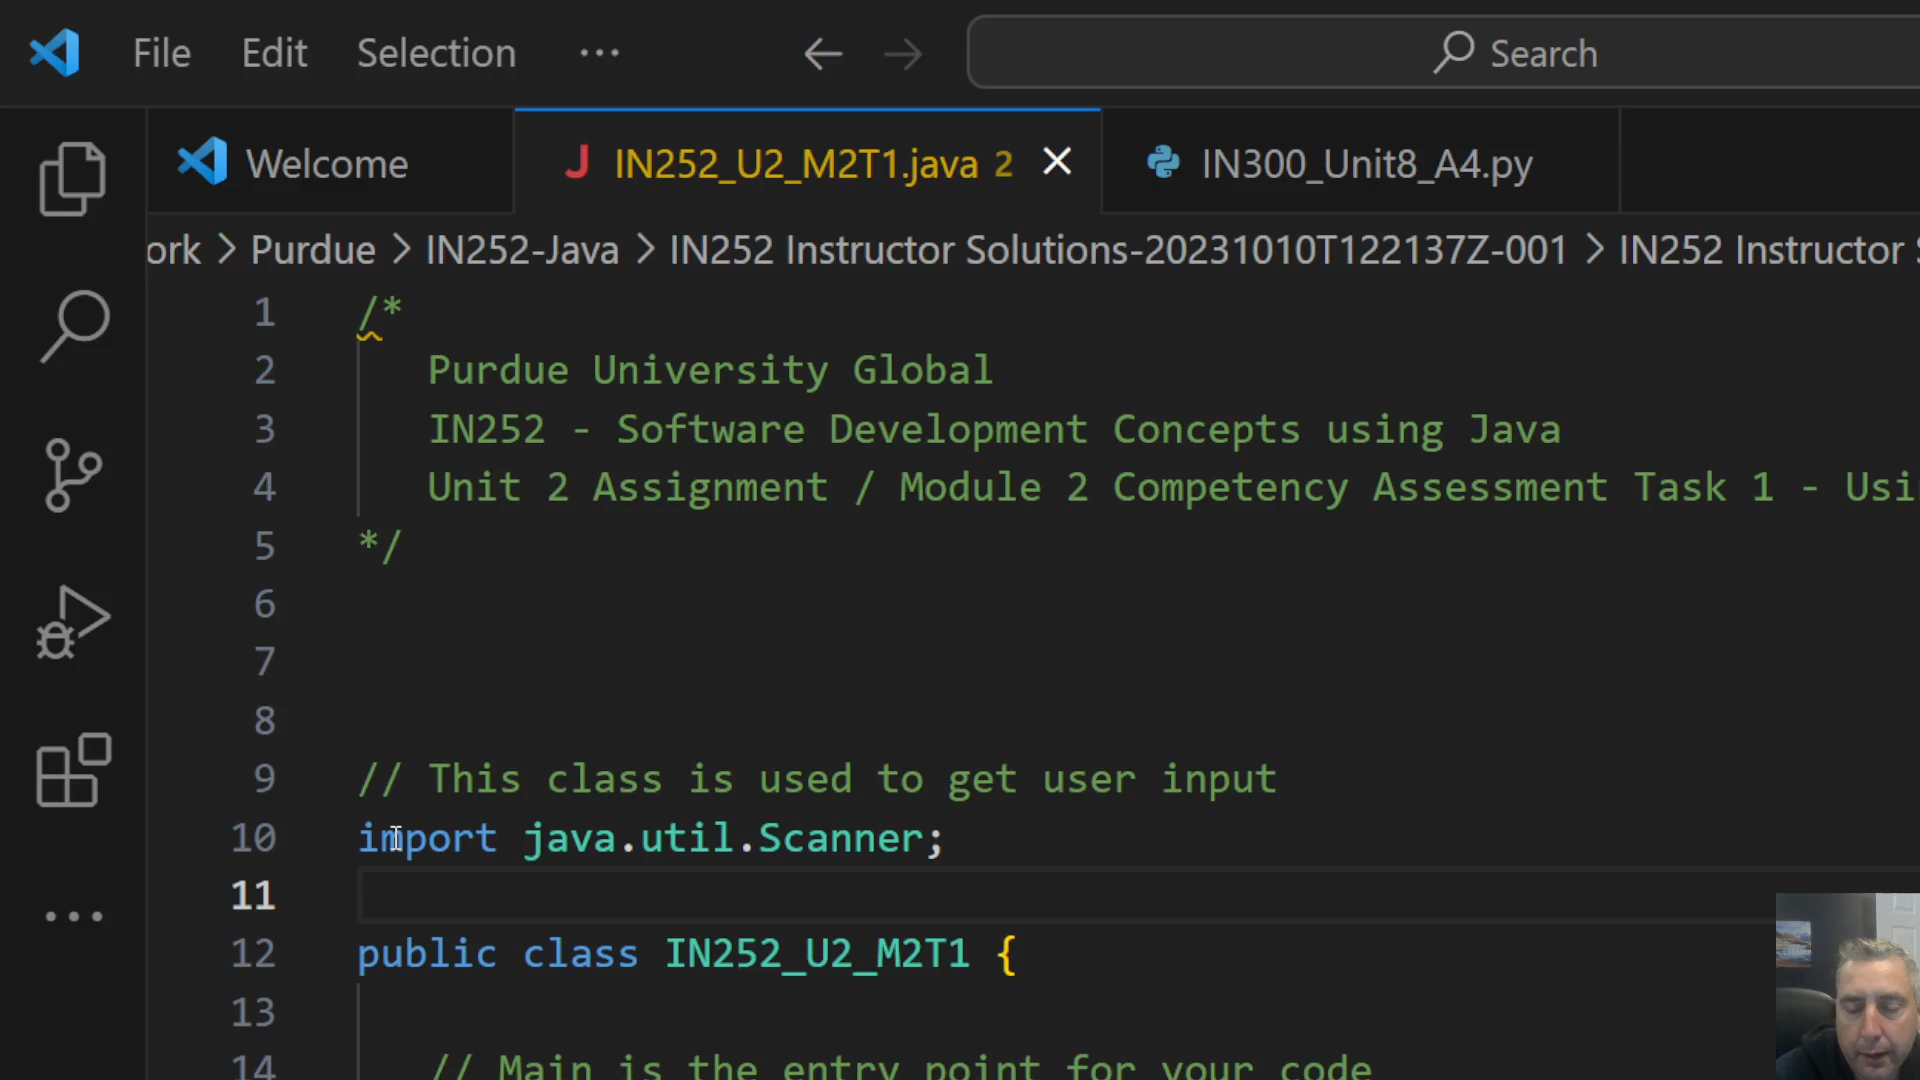 File Edit Selection ··· Search
Welcome IN252_U2_M2T1.java 2 IN300_Unit8_A4.py
ork > Purdue > IN252-Java > IN252 Instructor Solutions-20231010T122137Z-001 > IN252 Instructor
1 /*
2 Purdue University Global
3 IN252 - Software Development Concepts using Java
4 Unit 2 Assignment / Module 2 Competency Assessment Task 1 - Usi
5 */
6
7
8
9 // This class is used to get user input
10 import java.util.Scanner;
11
12 public class IN252_U2_M2T1 {
13
14 // Main is the entry point for your code